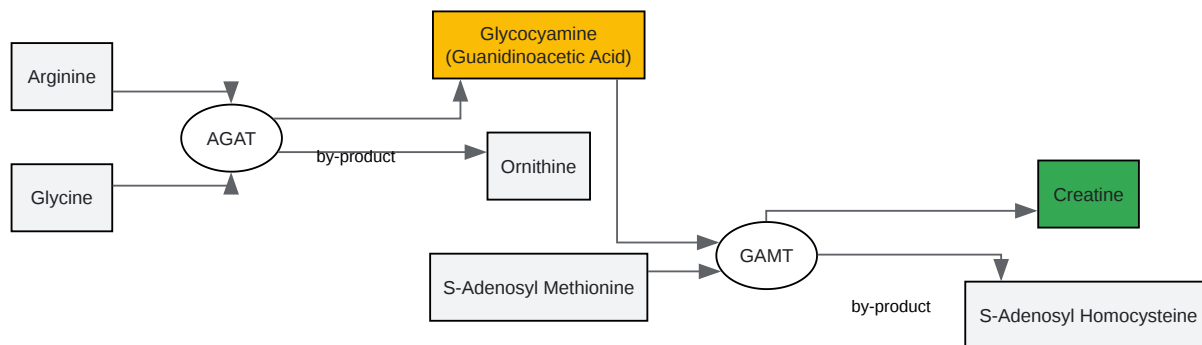 Glycocyamine
(Guanidinoacetic Acid)
Arginine
AGAT
by-product
Ornithine
Glycine
Creatine
GAMT
S-Adenosyl Methionine
by-product
S-Adenosyl Homocysteine